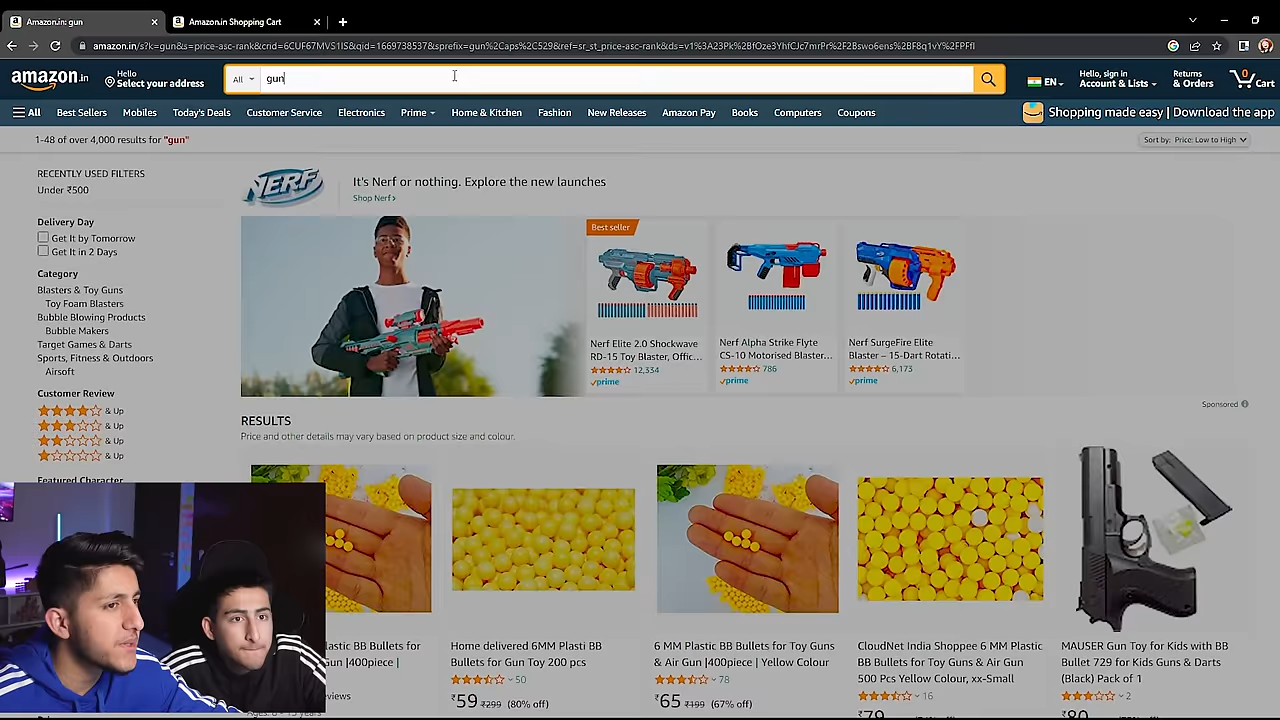 Amazon.in: gun
Amazon.in Shopping Cart
amazon.in/s?k=gun&s=price-asc-rank&crid=6CUF67MVS1IS&qid=1669738537&sprefix=gun%2Caps%2C529&ref=sr_st_price-asc-rank&ds=v1%3A23Pk%2BfOze3YhfCJc7mrPr%2F2Bswo6ens%2BF8q1vY%2FPFfI
amazon.in
Hello
Select your address
All
gun
EN
Hello, sign in
Account & Lists
Returns
& Orders
0
Cart
All
Best Sellers
Mobiles
Today's Deals
Customer Service
Electronics
Prime
Home & Kitchen
Fashion
New Releases
Amazon Pay
Books
Computers
Coupons
Shopping made easy | Download the app
1-48 of over 4,000 results for "gun"
Sort by: Price: Low to High
RECENTLY USED FILTERS
Under ₹500
Delivery Day
Get It by Tomorrow
Get It in 2 Days
Category
Blasters & Toy Guns
Toy Foam Blasters
Bubble Blowing Products
Bubble Makers
Target Games & Darts
Sports, Fitness & Outdoors
Airsoft
Customer Review
& Up
& Up
& Up
& Up
Featured Character
NERF
It's Nerf or nothing. Explore the new launches
Shop Nerf
Best seller
Nerf Elite 2.0 Shockwave
RD-15 Toy Blaster, Offic...
12,334
prime
Nerf Alpha Strike Flyte
CS-10 Motorised Blaster...
786
prime
Nerf SurgeFire Elite
Blaster – 15-Dart Rotati...
6,173
prime
Sponsored
RESULTS
Price and other details may vary based on product size and colour.
lastic BB Bullets for
un |400piece |
views
Home delivered 6MM Plasti BB
Bullets for Gun Toy 200 pcs
50
₹59 ₹299 (80% off)
6 MM Plastic BB Bullets for Toy Guns
& Air Gun |400piece | Yellow Colour
78
₹65 ₹199 (67% off)
CloudNet India Shoppee 6 MM Plastic
BB Bullets for Toy Guns & Air Gun
500 Pcs Yellow Colour, xx-Small
16
₹79
MAUSER Gun Toy for Kids with BB
Bullet 729 for Kids Guns & Darts
(Black) Pack of 1
2
₹80